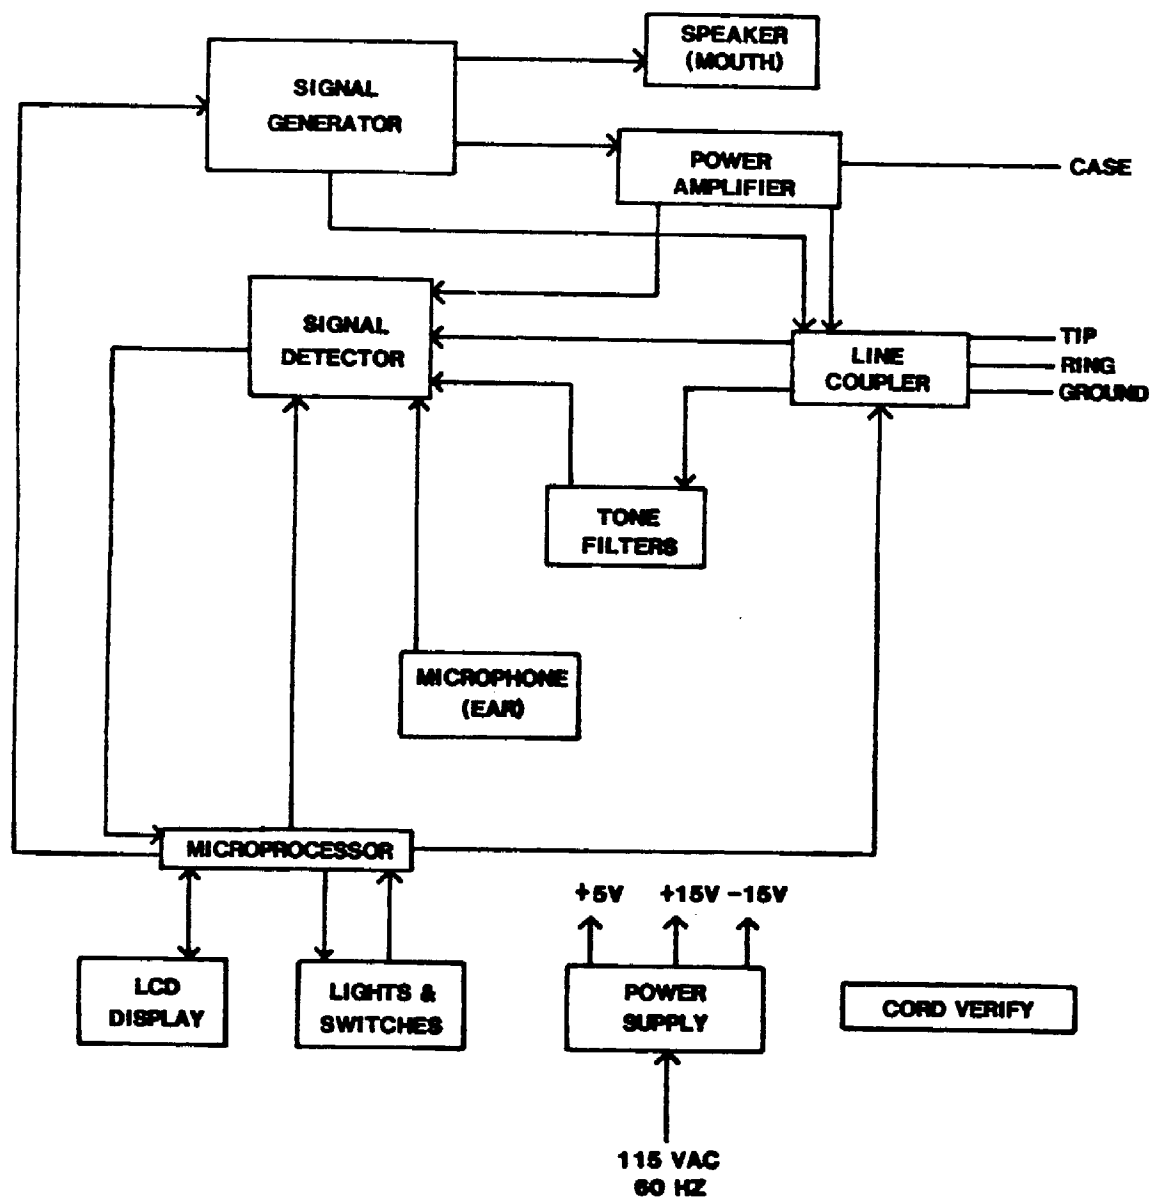 SPEAKER
(MOUTH)
SIGNAL
GENERATOR
POWER
AMPLIFIER
CASE
SIGNAL
DETECTOR
LINE
COUPLER
TIP
RING
GROUND
TONE
FILTERS
MICROPHONE
(EAR)
MICROPROCESSOR
+5V +15V -15V
LCD
DISPLAY
LIGHTS &
SWITCHES
POWER
SUPPLY
CORD VERIFY
115 VAC
60 HZ